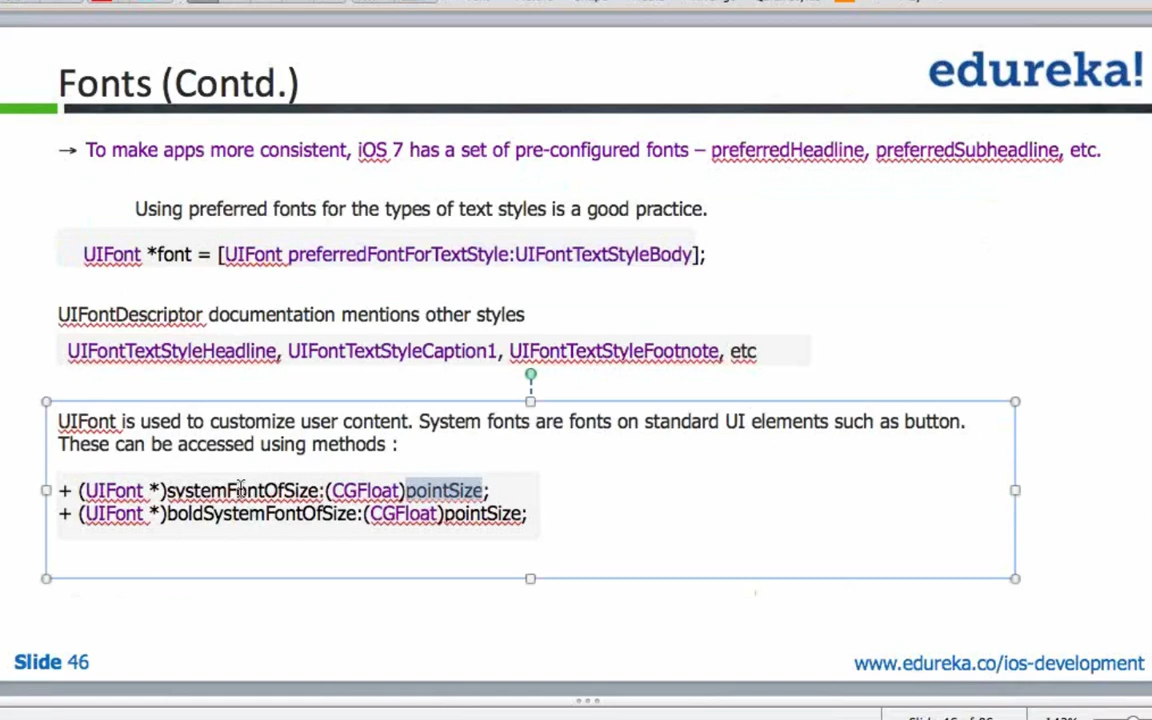 Fonts (Contd.)
edureka!
→ To make apps more consistent, iOS 7 has a set of pre-configured fonts – preferredHeadline, preferredSubheadline, etc.
Using preferred fonts for the types of text styles is a good practice.
UIFont *font = [UIFont preferredFontForTextStyle:UIFontTextStyleBody];
UIFontDescriptor documentation mentions other styles
UIFontTextStyleHeadline, UIFontTextStyleCaption1, UIFontTextStyleFootnote, etc
UIFont is used to customize user content. System fonts are fonts on standard UI elements such as button.
These can be accessed using methods :
+ (UIFont *)systemFontOfSize:(CGFloat)pointSize;
+ (UIFont *)boldSystemFontOfSize:(CGFloat)pointSize;
Slide 46
www.edureka.co/ios-development